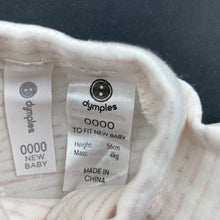 dymples
0000
NEW
BABY
dymples
0000
TO FIT NEW BABY
Height: 56cm
Mass: 4kg
MADE IN
CHINA